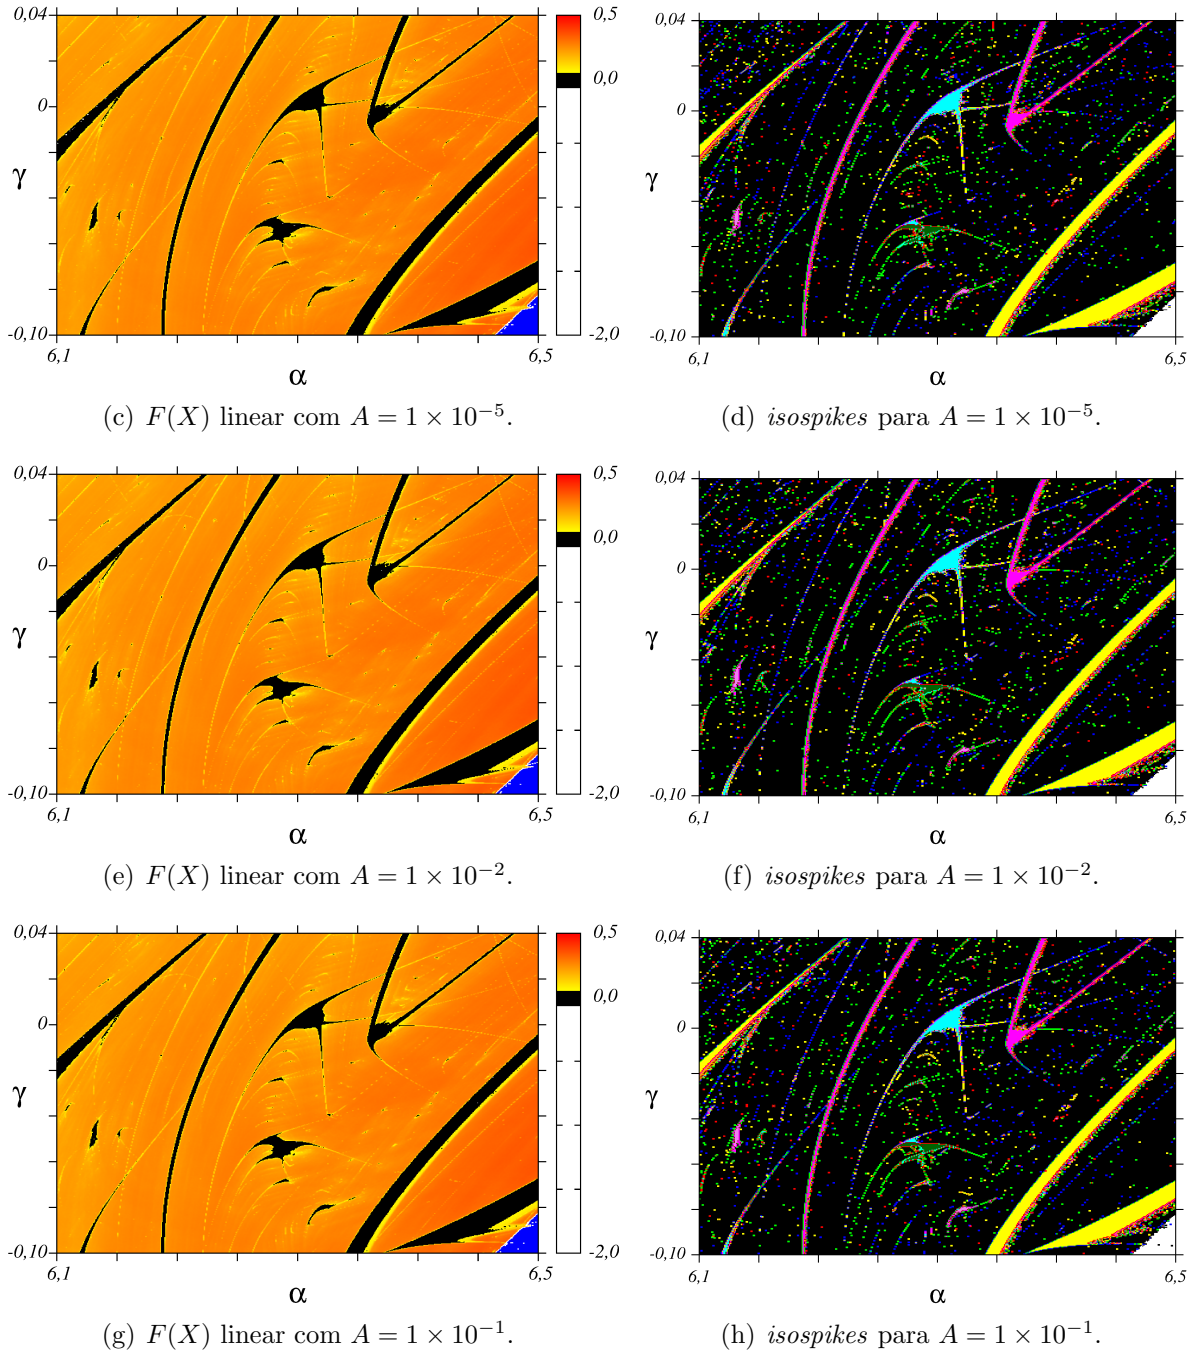 0,04
0
γ
-0,10
6,1
6,5
α
0,5
0,0
-2,0
(c) F(X) linear com A = 1 × 10⁻⁵.
0,04
0
γ
-0,10
6,1
6,5
α
(d) isospikes para A = 1 × 10⁻⁵.
0,04
0
γ
-0,10
6,1
6,5
α
0,5
0,0
-2,0
(e) F(X) linear com A = 1 × 10⁻².
0,04
0
γ
-0,10
6,1
6,5
α
(f) isospikes para A = 1 × 10⁻².
0,04
0
γ
-0,10
6,1
6,5
α
0,5
0,0
-2,0
(g) F(X) linear com A = 1 × 10⁻¹.
0,04
0
γ
-0,10
6,1
6,5
α
(h) isospikes para A = 1 × 10⁻¹.